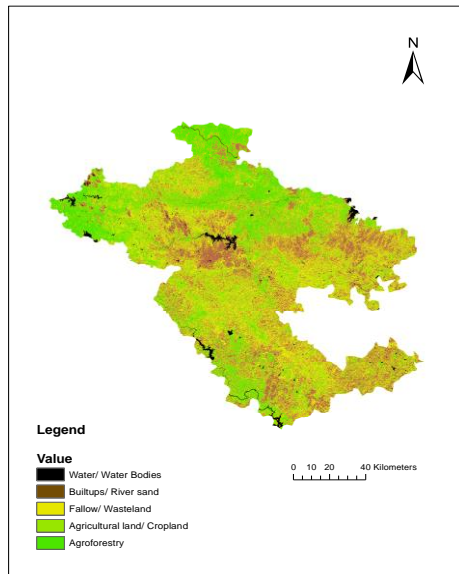 N
Legend
Value
Water/ Water Bodies
Builtups/ River sand
Fallow/ Wasteland
Agricultural land/ Cropland
Agroforestry
0 10 20 40 Kilometers